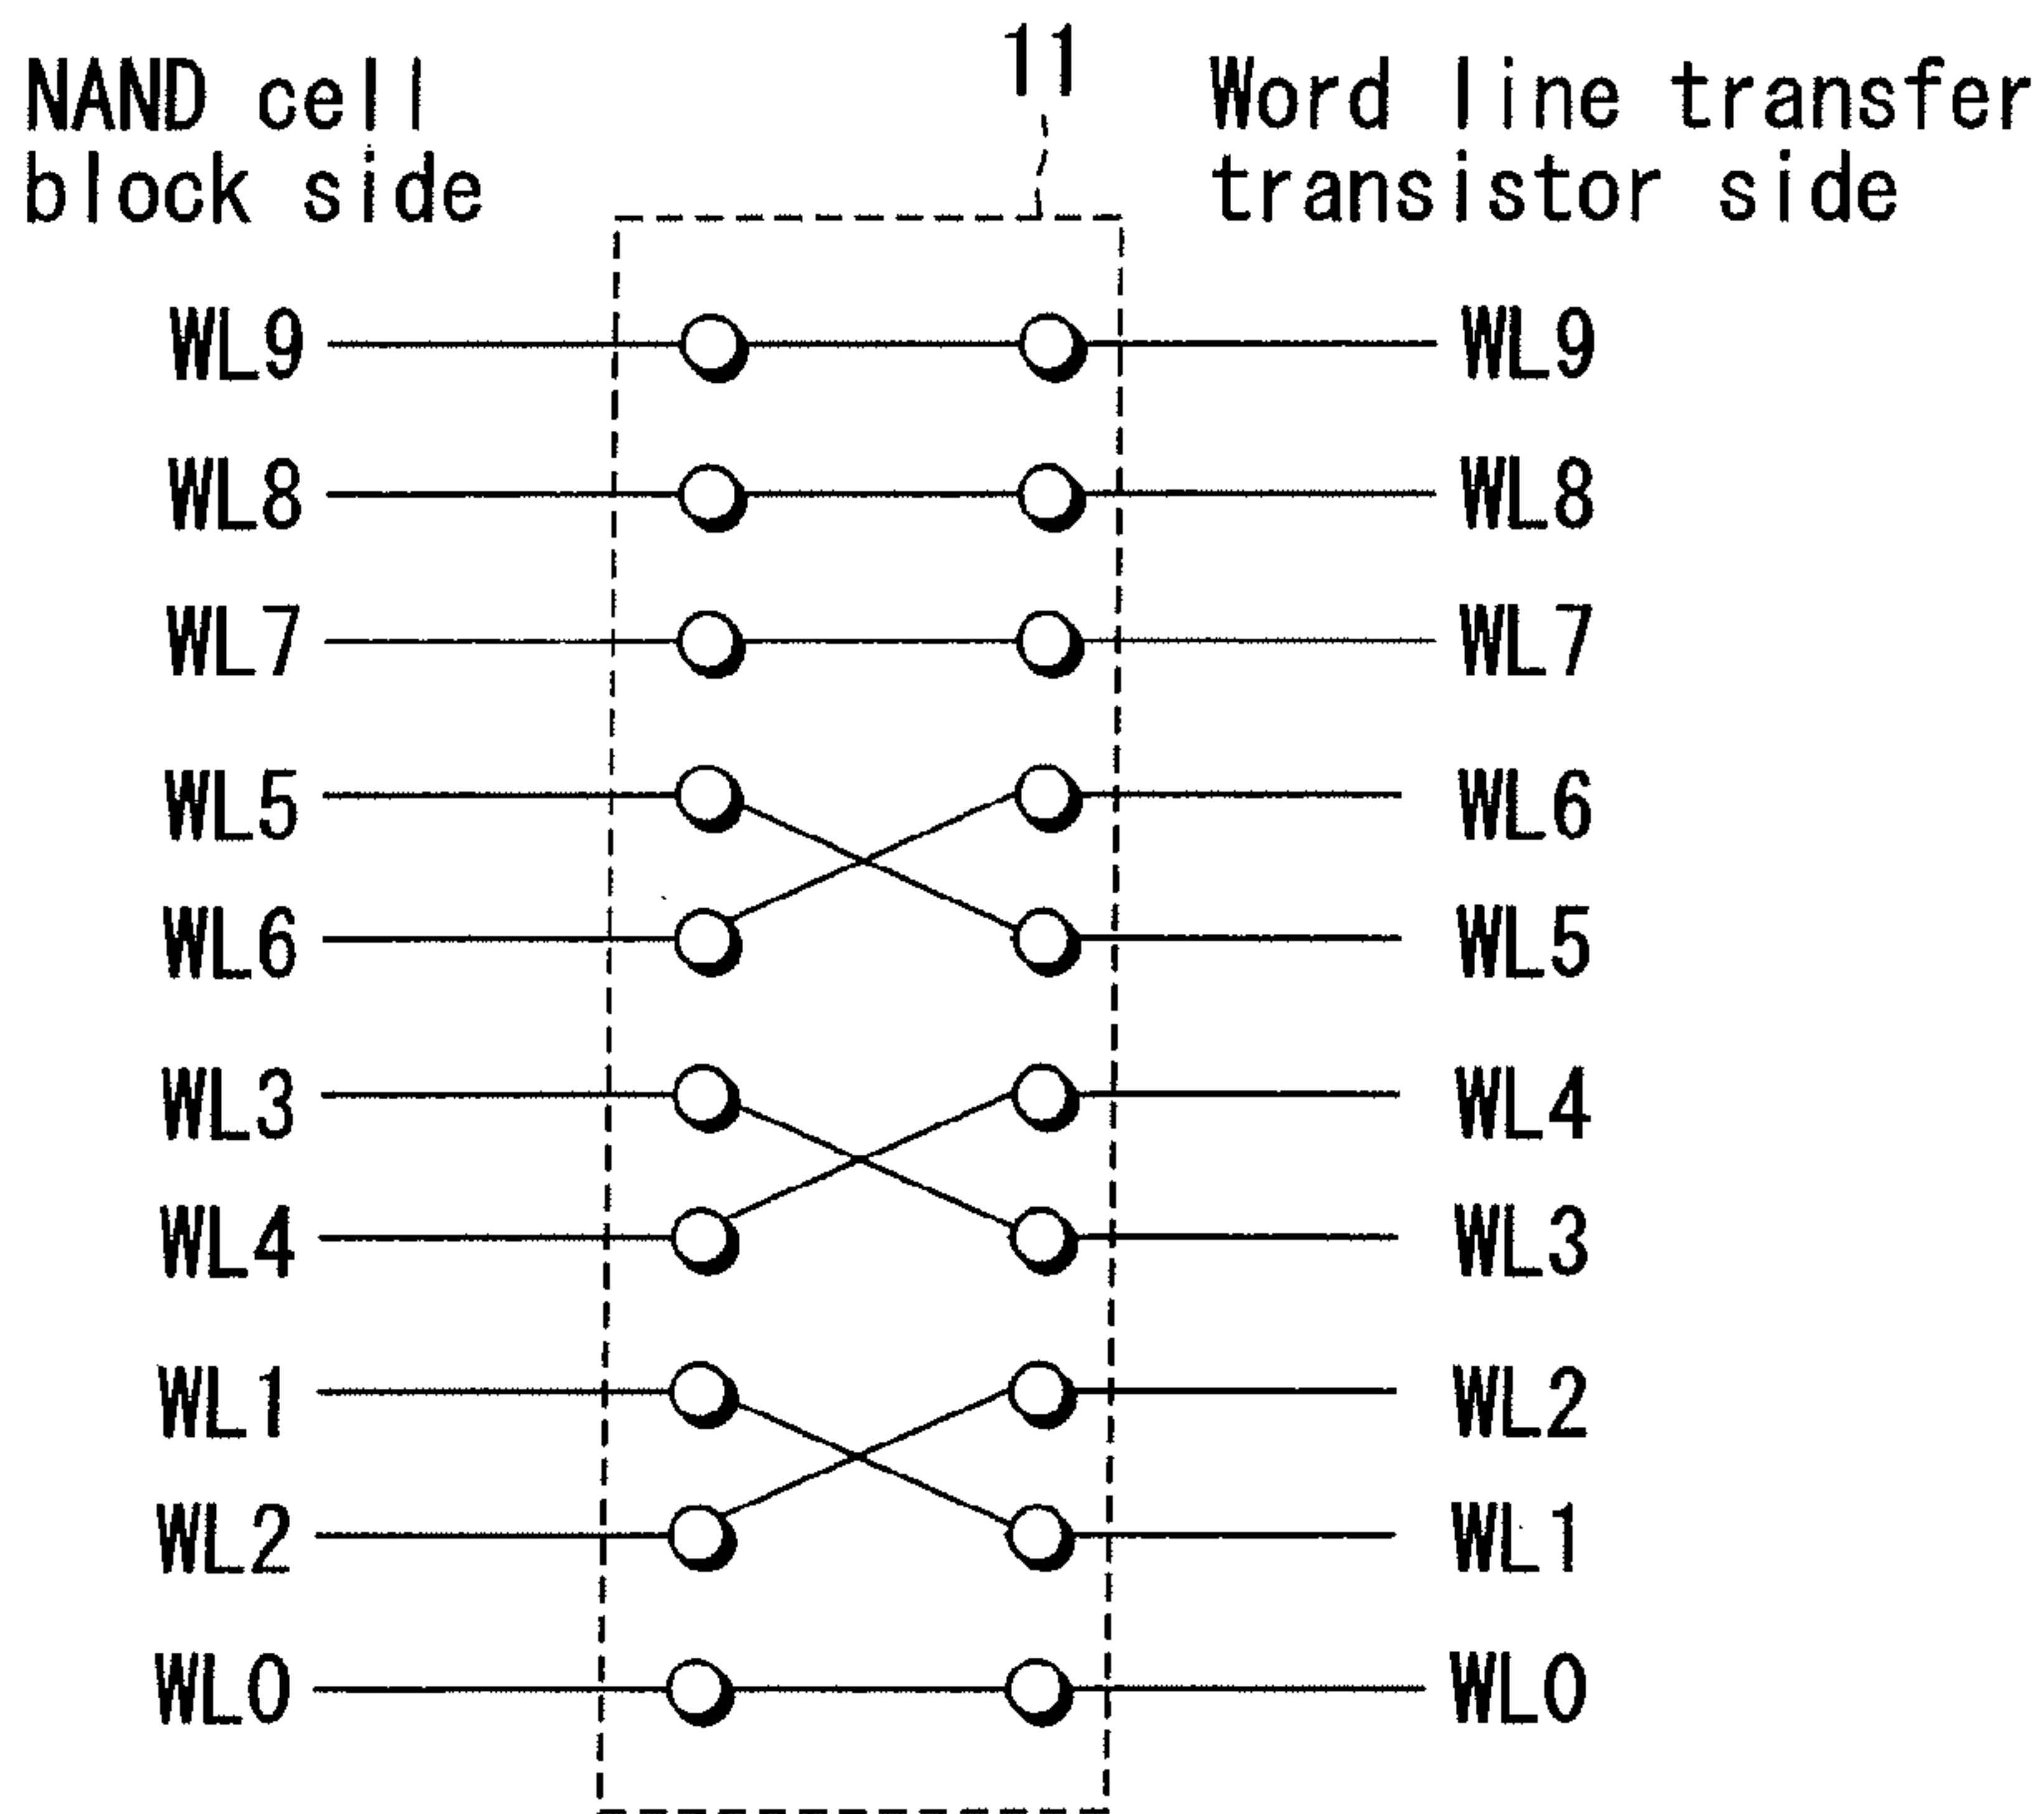 11
NAND cell
block side
Word line transfer
transistor side
WL9 WL9
WL8 WL8
WL7 WL7
WL5 WL6
WL6 WL5
WL3 WL4
WL4 WL3
WL1 WL2
WL2 WL1
WL0 WL0